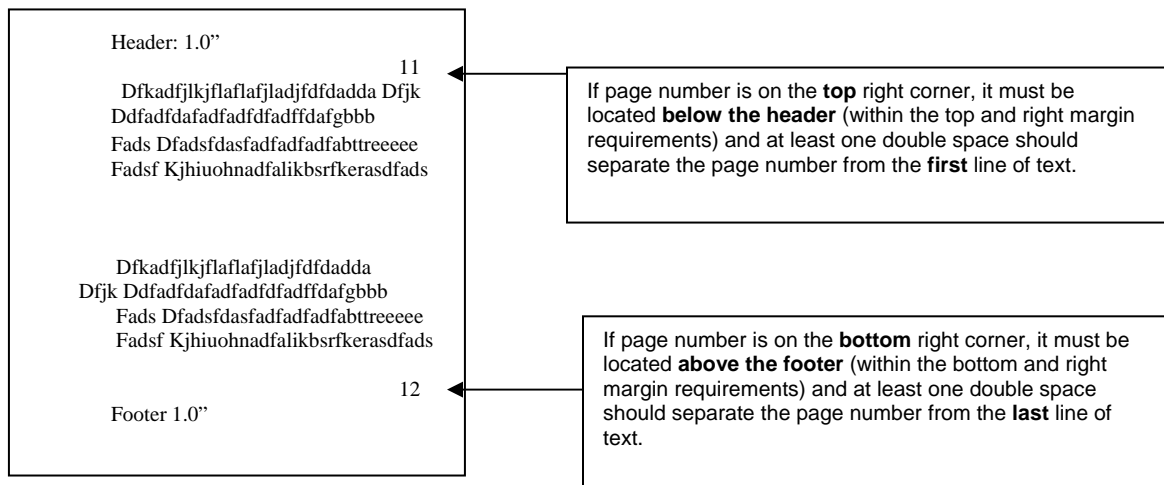 Header: 1.0”
11
Dfkadfjlkjflaflafjladjfdfdadda Dfjk
Ddfadfdafadfadfdfadffdafgbbb
Fads Dfadsfdasfadfadfadfabttreeeee
Fadsf Kjhiuohnadfalikbsrfkerasdfads
If page number is on the top right corner, it must be
located below the header (within the top and right margin
requirements) and at least one double space should
separate the page number from the first line of text.
Dfkadfjlkjflaflafjladjfdfdadda
Dfjk Ddfadfdafadfadfdfadffdafgbbb
Fads Dfadsfdasfadfadfadfabttreeeee
Fadsf Kjhiuohnadfalikbsrfkerasdfads
12
Footer 1.0”
If page number is on the bottom right corner, it must be
located above the footer (within the bottom and right
margin requirements) and at least one double space
should separate the page number from the last line of
text.